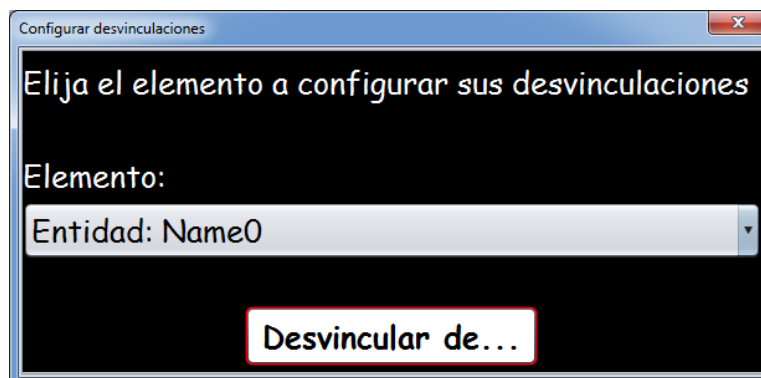 Configurar desvinculaciones
Elija el elemento a configurar sus desvinculaciones
Elemento:
Entidad: Name0
Desvincular de...